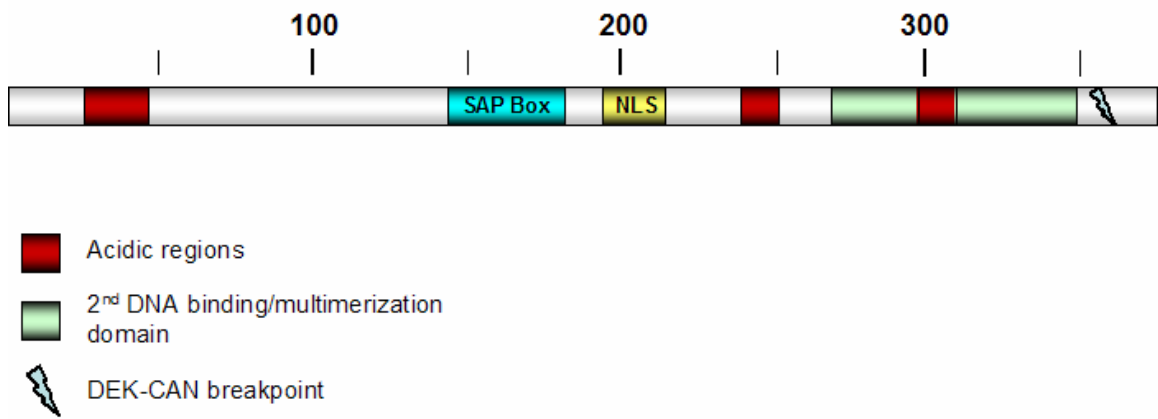 100 200 300
SAP Box NLS
Acidic regions
2nd DNA binding/multimerization
domain
DEK-CAN breakpoint